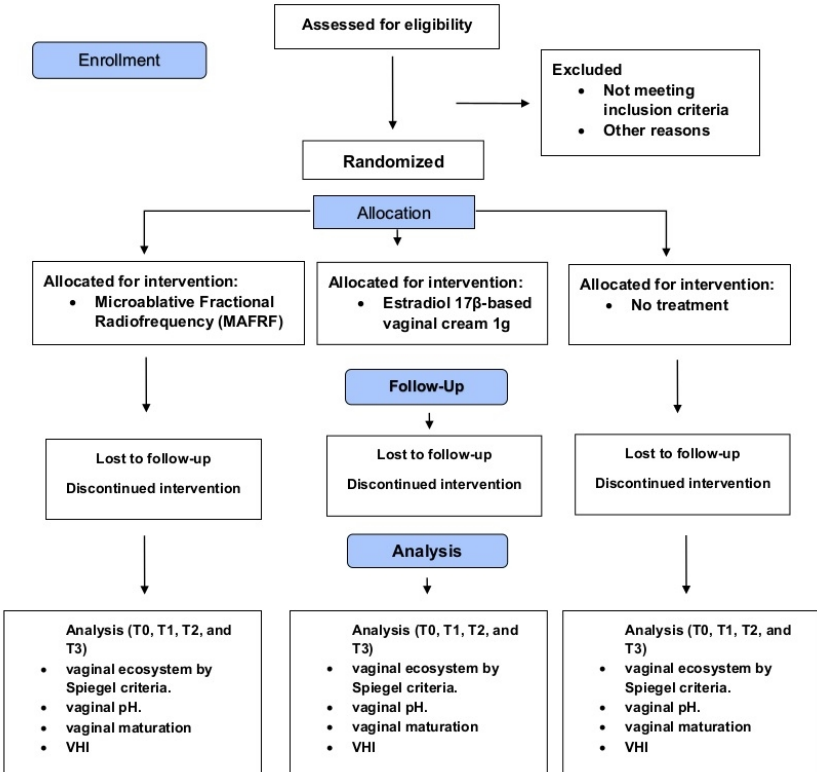 Assessed for eligibility
Enrollment
Excluded
• Not meeting
inclusion criteria
• Other reasons
Randomized
Allocation
Allocated for intervention:
• Microablative Fractional
Radiofrequency (MAFRF)
Allocated for intervention:
• Estradiol 17β-based
vaginal cream 1g
Allocated for intervention:
• No treatment
Follow-Up
Lost to follow-up
Discontinued intervention
Lost to follow-up
Discontinued intervention
Lost to follow-up
Discontinued intervention
Analysis
Analysis (T0, T1, T2, and
T3)
• vaginal ecosystem by
Spiegel criteria.
• vaginal pH.
• vaginal maturation
• VHI
Analysis (T0, T1, T2, and
T3)
• vaginal ecosystem by
Spiegel criteria.
• vaginal pH.
• vaginal maturation
• VHI
Analysis (T0, T1, T2, and
T3)
• vaginal ecosystem by
Spiegel criteria.
• vaginal pH.
• vaginal maturation
• VHI